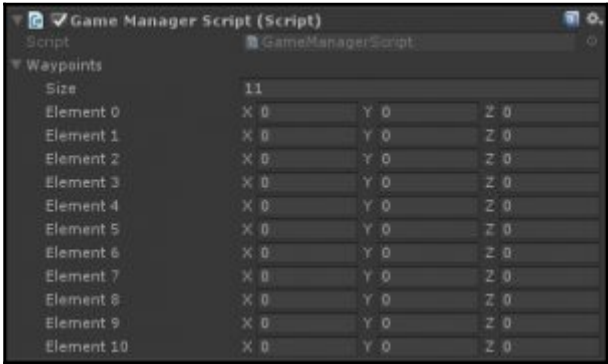 Game Manager Script (Script)
Script GameManagerScript
Waypoints
Size 11
Element 0 X 0 Y 0 Z 0
Element 1 X 0 Y 0 Z 0
Element 2 X 0 Y 0 Z 0
Element 3 X 0 Y 0 Z 0
Element 4 X 0 Y 0 Z 0
Element 5 X 0 Y 0 Z 0
Element 6 X 0 Y 0 Z 0
Element 7 X 0 Y 0 Z 0
Element 8 X 0 Y 0 Z 0
Element 9 X 0 Y 0 Z 0
Element 10 X 0 Y 0 Z 0